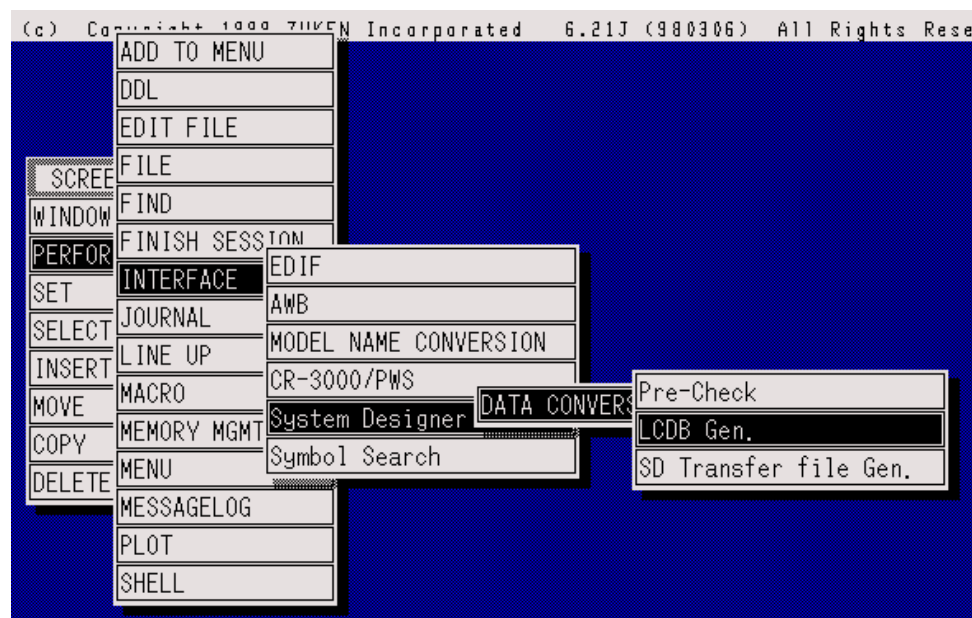 (c) Copyright 1999 ZUKEN Incorporated 6.21J (980306) All Rights Rese
ADD TO MENU
DDL
EDIT FILE
FILE
FIND
FINISH SESSION
INTERFACE
JOURNAL
LINE UP
MACRO
MEMORY MGMT
MENU
MESSAGELOG
PLOT
SHELL
SCREE
WINDOW
PERFOR
SET
SELECT
INSERT
MOVE
COPY
DELETE
EDIF
AWB
MODEL NAME CONVERSION
CR-3000/PWS
System Designer
Symbol Search
DATA CONVERS
Pre-Check
LCDB Gen.
SD Transfer file Gen.